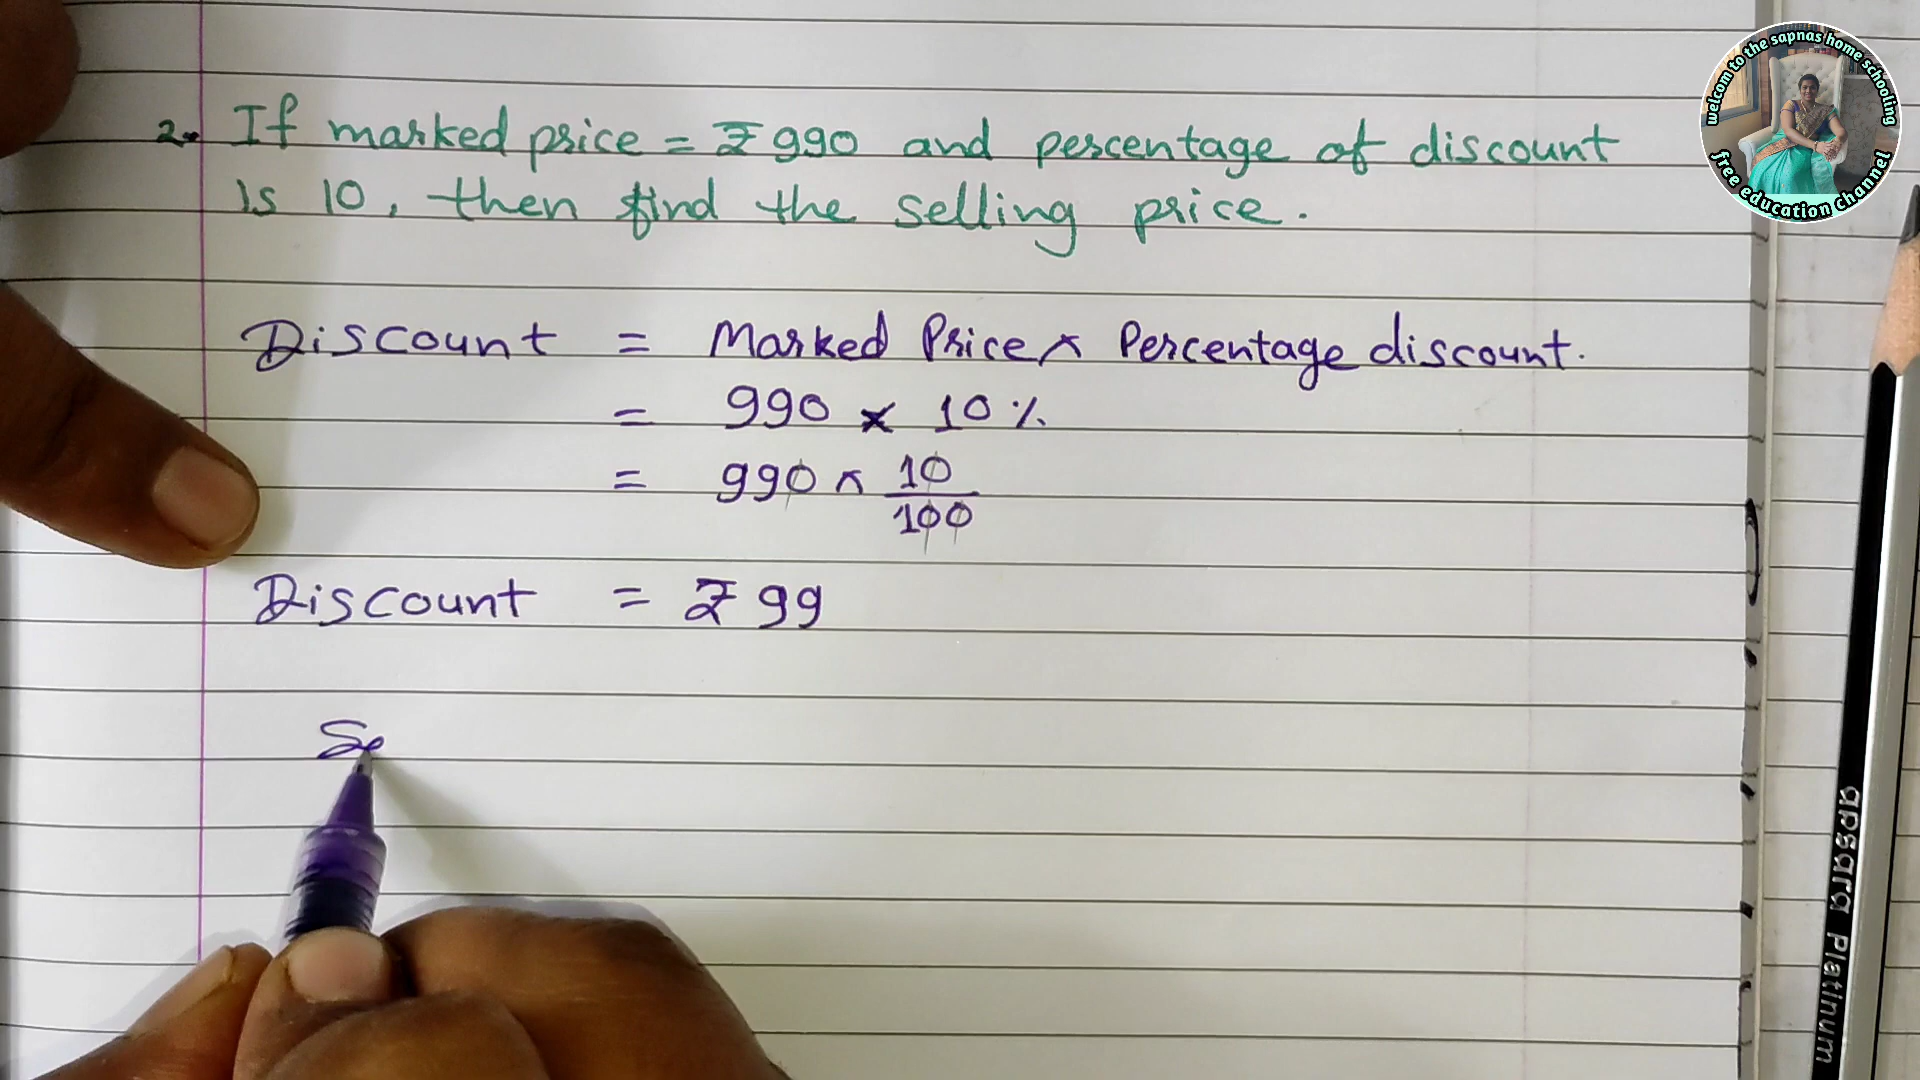 welcom to the sapnas home schooling
free education channel
2. If marked price = ₹ 990 and percentage of discount
is 10, then find the selling price.
Discount = Marked Price × Percentage discount.
= 990 × 10 %
= 990 × 10/100
Discount = ₹ 99
Se
apsara Platinum